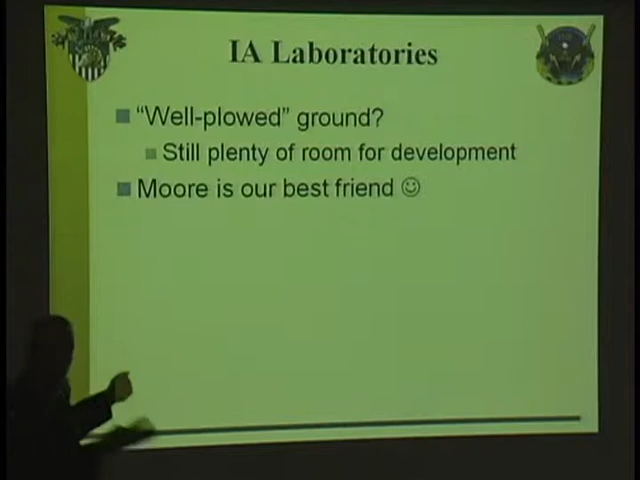 IA Laboratories
“Well-plowed” ground?
Still plenty of room for development
Moore is our best friend ☺